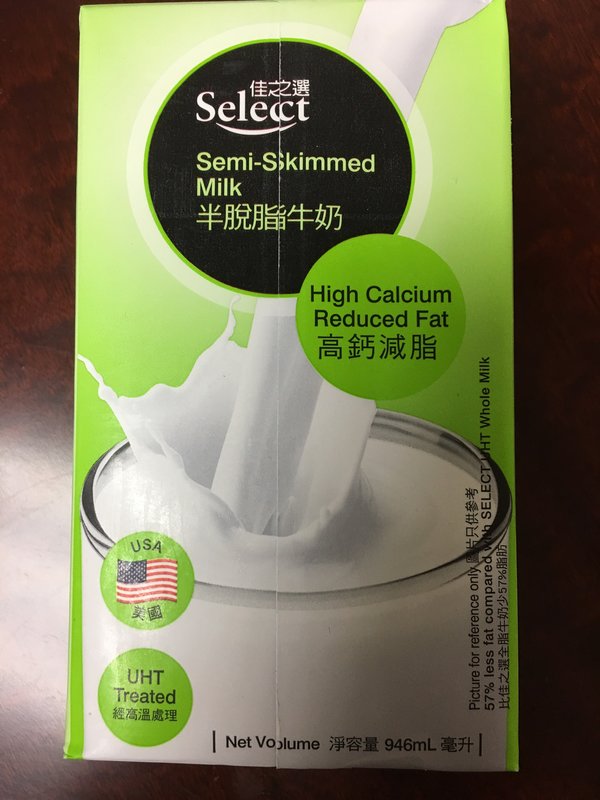 佳之選
Select
Semi-Skimmed
Milk
半脫脂牛奶
High Calcium
Reduced Fat
高鈣減脂
Picture for reference only 圖片只供參考
57% less fat compared with SELECT UHT Whole Milk
比佳之選全脂牛奶少57%脂肪
USA
美國
UHT
Treated
經高溫處理
Net Volume 淨容量 946mL 毫升